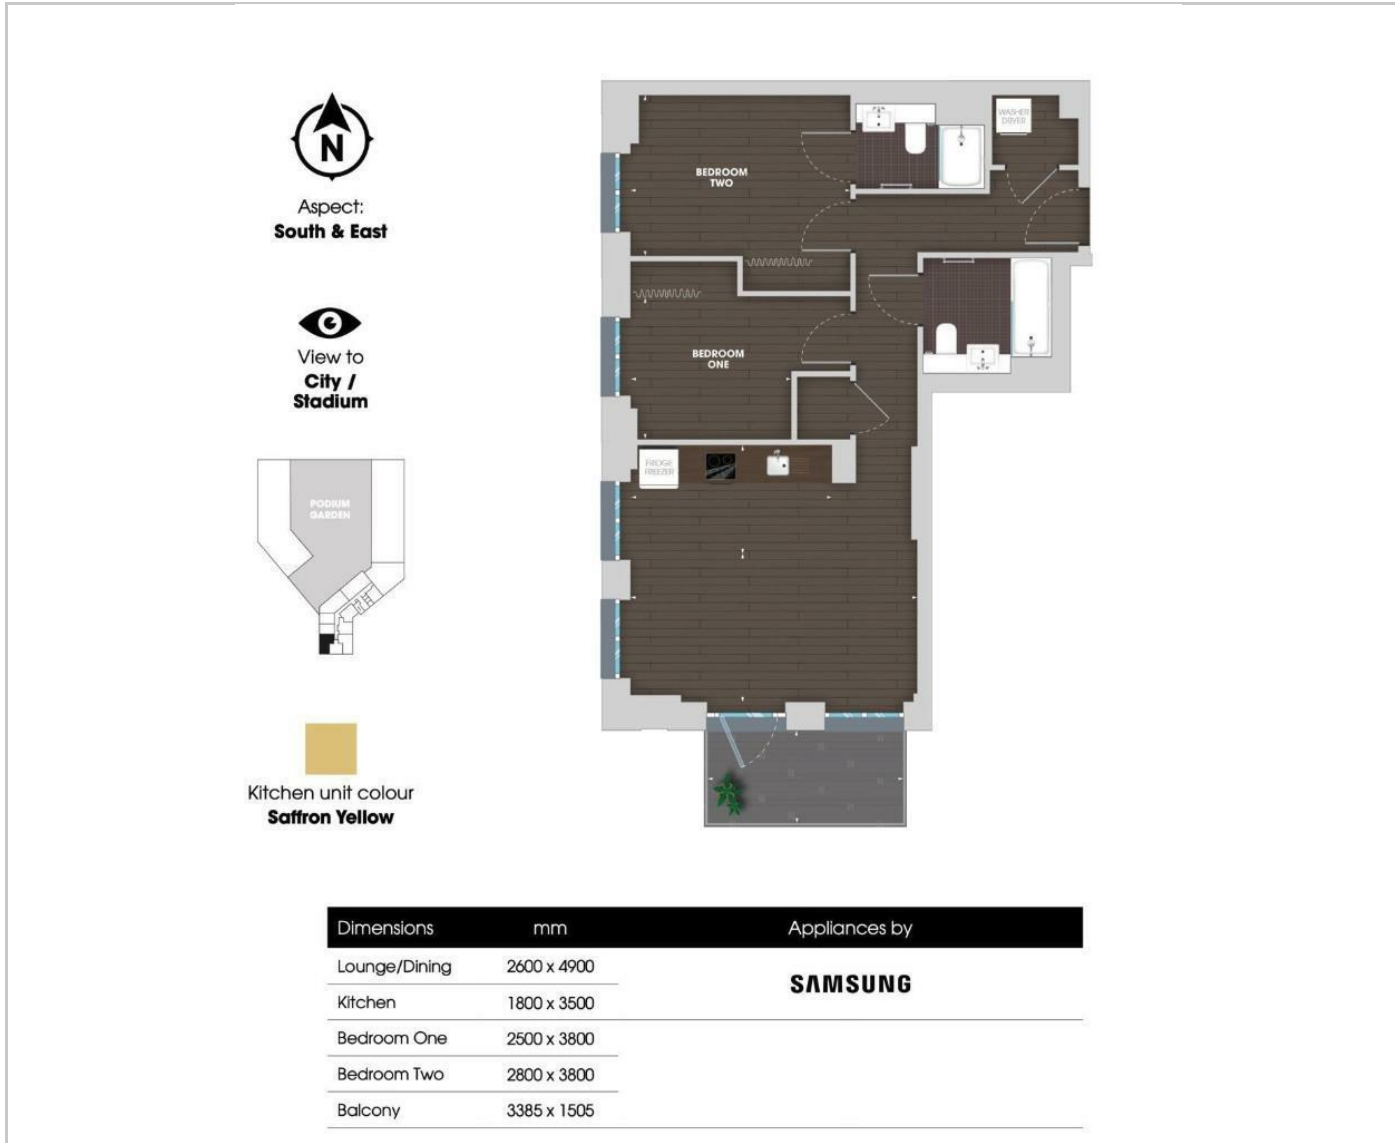 N
Aspect:
South & East
View to
City /
Stadium
PODIUM
GARDEN
Kitchen unit colour
Saffron Yellow
BEDROOM
TWO
WASHER
DRYER
BEDROOM
ONE
FRIDGE
FREEZER
Dimensions mm Appliances by
Lounge/Dining 2600 x 4900
SAMSUNG
Kitchen 1800 x 3500
Bedroom One 2500 x 3800
Bedroom Two 2800 x 3800
Balcony 3385 x 1505